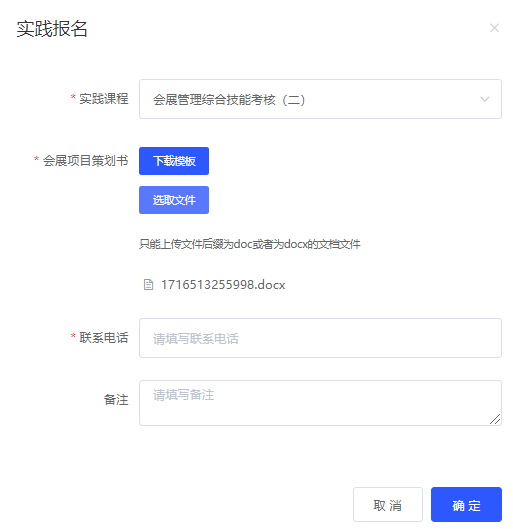 实践报名
* 实践课程
会展管理综合技能考核（二）
* 会展项目策划书
下载模板
选取文件
只能上传文件后缀为doc或者为docx的文档文件
1716513255998.docx
* 联系电话
请填写联系电话
备注
请填写备注
取 消
确 定